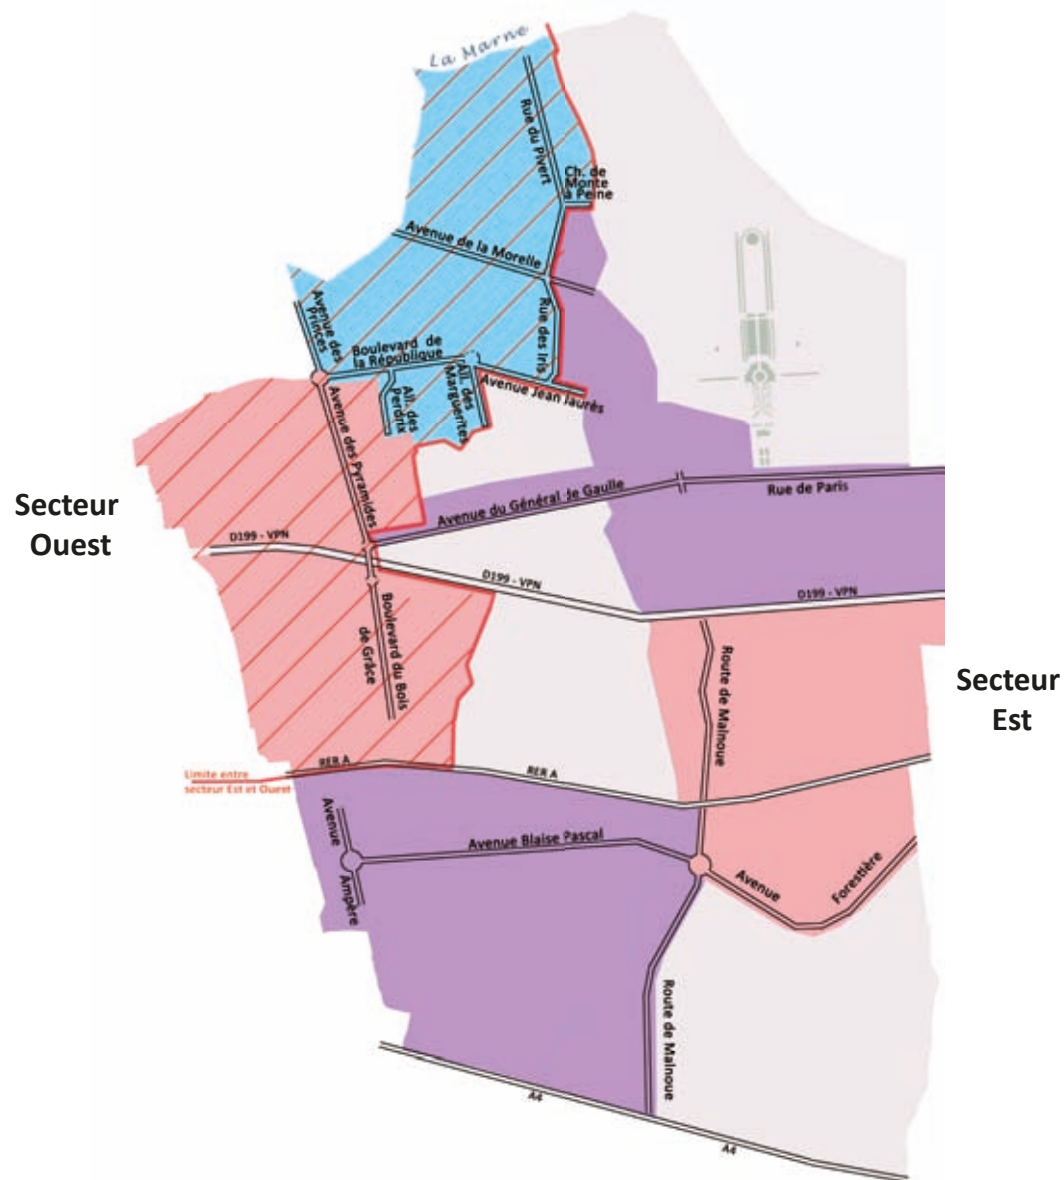 La Marne
Rue du Pivert
Ch. de
Monte
à Peine
Avenue de la Morelle
Avenue des
Princes
Rue des Iris
Boulevard de
la République
All. des
Marguerites
All. des
Perdrix
Avenue Jean Jaurès
Avenue des Pyramides
Avenue du Général de Gaulle
Rue de Paris
Secteur
Ouest
D199 - VPN
D199 - VPN
D199 - VPN
Boulevard du Bois
de Grâce
Route de Malnoue
Secteur
Est
RER A
RER A
Limite entre
secteur Est et Ouest
Avenue
Ampère
Avenue Blaise Pascal
Avenue
Forestière
Route de Malnoue
A4
A4